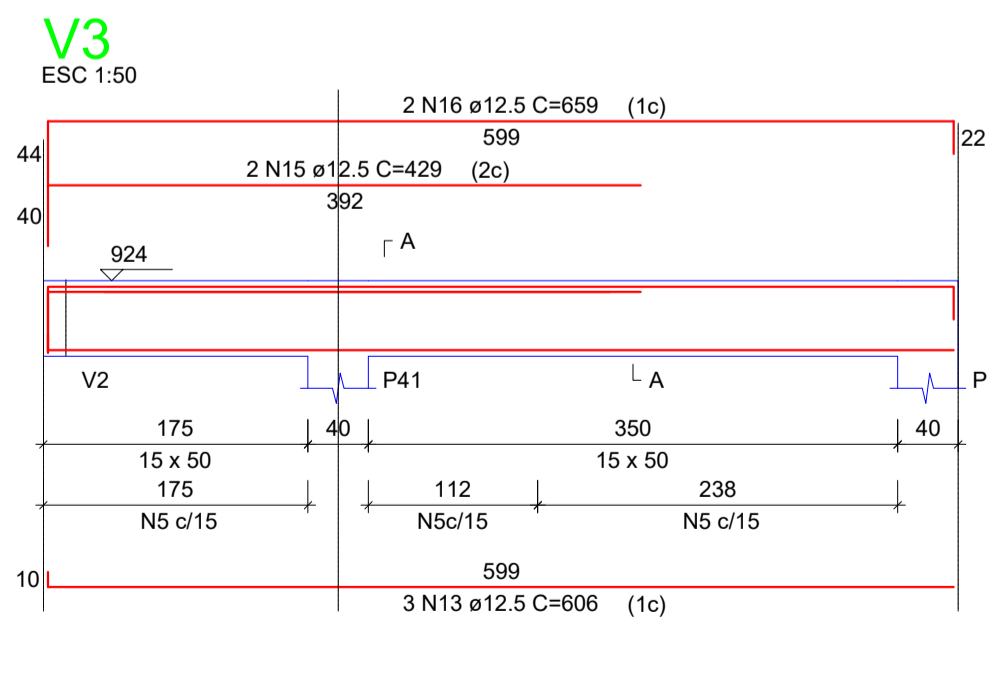 V3
ESC 1:50
2 N16 ø12.5 C=659 (1c)
599
22
44
2 N15 ø12.5 C=429 (2c)
392
40
A
924
V2
P41
A
P
175
40
350
40
15 x 50
15 x 50
175
112
238
N5 c/15
N5c/15
N5 c/15
599
10
3 N13 ø12.5 C=606 (1c)